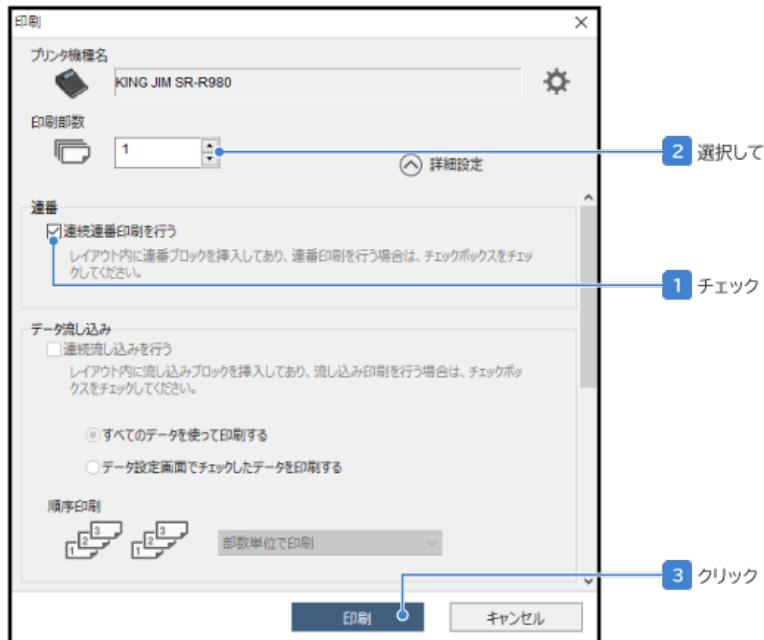 印刷
プリンタ機種名
KING JIM SR-R980
印刷部数
1
2 選択して
詳細設定
連番
連続連番印刷を行う
レイアウト内に連番ブロックを挿入してあり、連番印刷を行う場合は、チェックボックスをチェッ
クしてください。
1 チェック
データ流し込み
連続流し込みを行う
レイアウト内に流し込みブロックを挿入してあり、流し込み印刷を行う場合は、チェックボッ
クスをチェックしてください。
すべてのデータを使って印刷する
データ設定画面でチェックしたデータを印刷する
順序印刷
1 2 3 1 2 3
部数単位で印刷
3 クリック
印刷
キャンセル